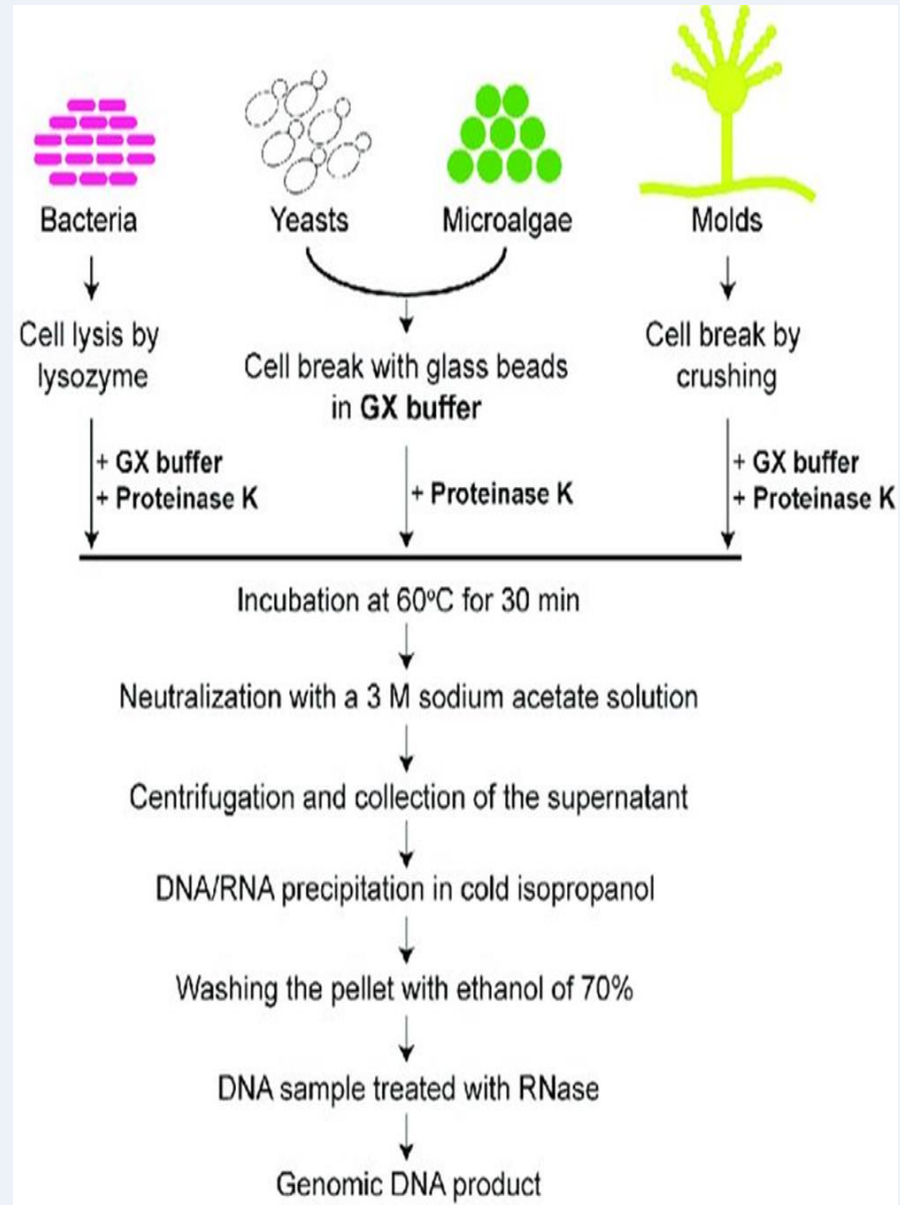 Bacteria
Yeasts
Microalgae
Molds
Cell lysis by
lysozyme
Cell break with glass beads
in GX buffer
Cell break by
crushing
+ GX buffer
+ Proteinase K
+ Proteinase K
+ GX buffer
+ Proteinase K
Incubation at 60ºC for 30 min
Neutralization with a 3 M sodium acetate solution
Centrifugation and collection of the supernatant
DNA/RNA precipitation in cold isopropanol
Washing the pellet with ethanol of 70%
DNA sample treated with RNase
Genomic DNA product